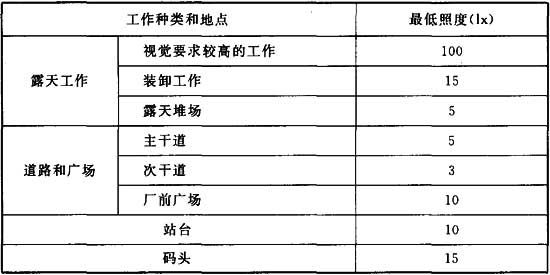 工作种类和地点 最低照度(lx)
露天工作 视觉要求较高的工作 100
装卸工作 15
露天堆场 5
道路和广场 主干道 5
次干道 3
厂前广场 10
站台 10
码头 15